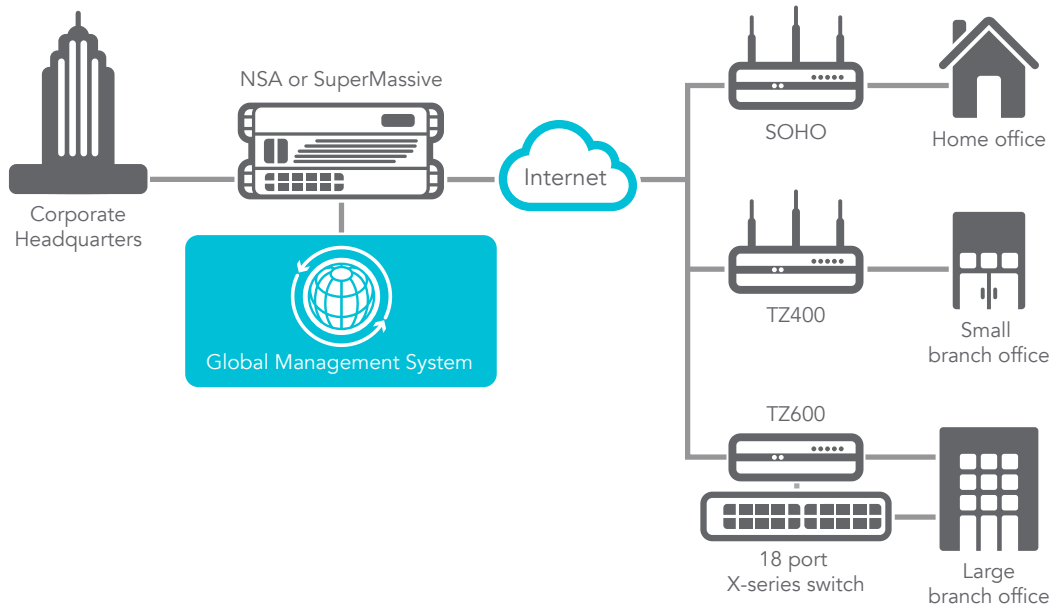 NSA or SuperMassive
Corporate
Headquarters
Global Management System
Internet
SOHO
Home office
TZ400
Small
branch office
TZ600
18 port
X-series switch
Large
branch office